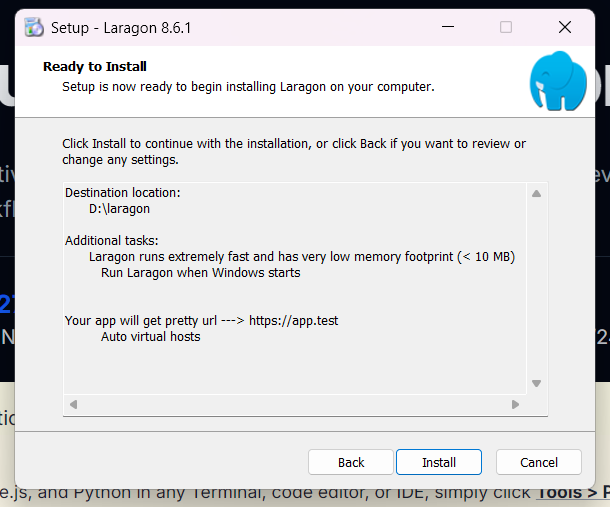 Setup - Laragon 8.6.1
Ready to Install
Setup is now ready to begin installing Laragon on your computer.
Click Install to continue with the installation, or click Back if you want to review or
change any settings.
Destination location:
D:\laragon
Additional tasks:
Laragon runs extremely fast and has very low memory footprint (< 10 MB)
Run Laragon when Windows starts
Your app will get pretty url ---> https://app.test
Auto virtual hosts
Back
Install
Cancel
e.js, and Python in any Terminal, code editor, or IDE, simply click Tools > P